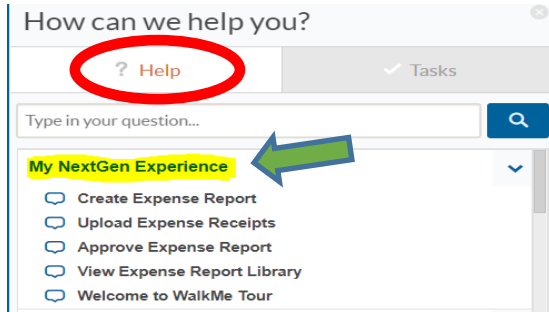 How can we help you?
? Help
Tasks
Type in your question...
My NextGen Experience
Create Expense Report
Upload Expense Receipts
Approve Expense Report
View Expense Report Library
Welcome to WalkMe Tour